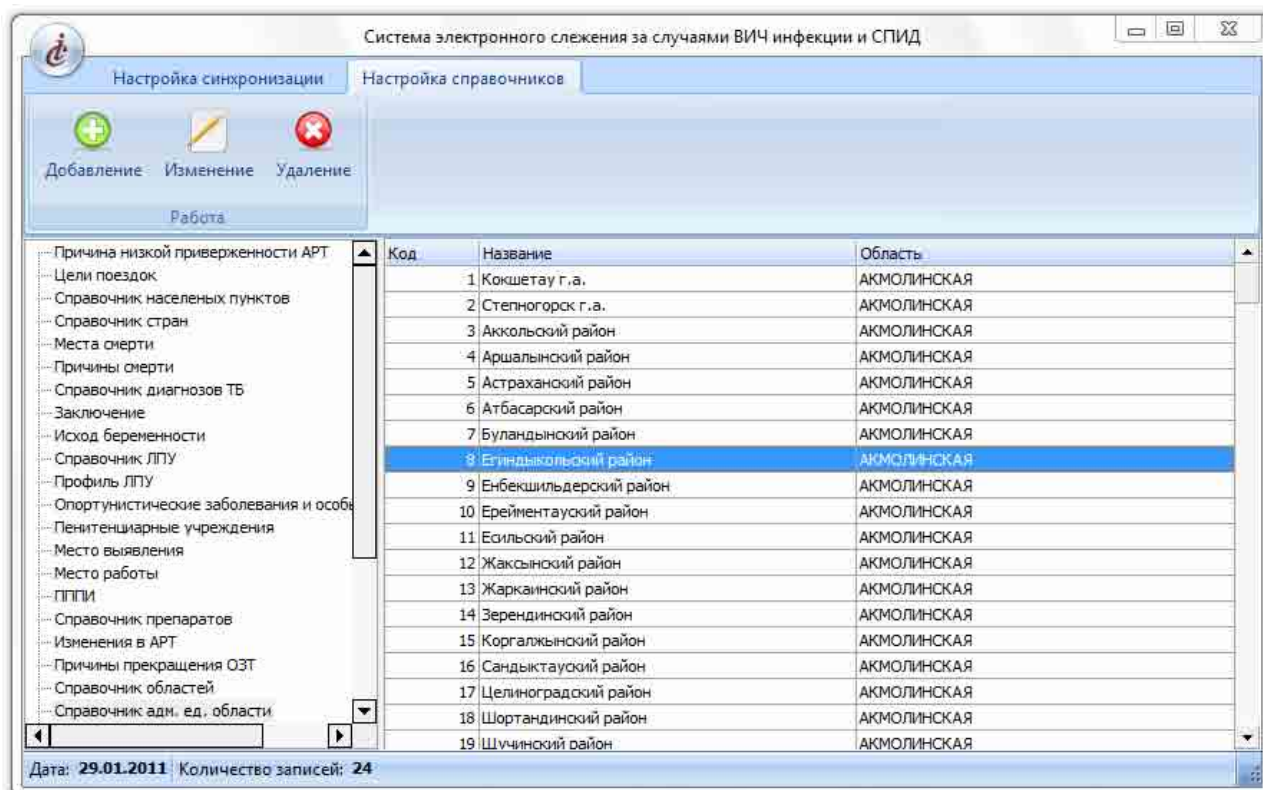 Система электронного слежения за случаями ВИЧ инфекции и СПИД
Настройка синхронизации Настройка справочников
Добавление Изменение Удаление
Работа
Причина низкой приверженности АРТ
Цели поездок
Справочник населеных пунктов
Справочник стран
Места смерти
Причины смерти
Справочник диагнозов ТБ
Заключение
Исход беременности
Справочник ЛПУ
Профиль ЛПУ
Опортунистические заболевания и особы
Пенитенциарные учреждения
Место выявления
Место работы
ПППИ
Справочник препаратов
Изменения в АРТ
Причины прекращения ОЗТ
Справочник областей
Справочник адм. ед. области
Код Название Область
1 Кокшетау г.а. АКМОЛИНСКАЯ
2 Степногорск г.а. АКМОЛИНСКАЯ
3 Аккольский район АКМОЛИНСКАЯ
4 Аршалынский район АКМОЛИНСКАЯ
5 Астраханский район АКМОЛИНСКАЯ
6 Атбасарский район АКМОЛИНСКАЯ
7 Буландынский район АКМОЛИНСКАЯ
8 Егиндыкольский район АКМОЛИНСКАЯ
9 Енбекшильдерский район АКМОЛИНСКАЯ
10 Ерейментауский район АКМОЛИНСКАЯ
11 Есильский район АКМОЛИНСКАЯ
12 Жаксынский район АКМОЛИНСКАЯ
13 Жаркаинский район АКМОЛИНСКАЯ
14 Зерендинский район АКМОЛИНСКАЯ
15 Коргалжынский район АКМОЛИНСКАЯ
16 Сандыктауский район АКМОЛИНСКАЯ
17 Целиноградский район АКМОЛИНСКАЯ
18 Шортандинский район АКМОЛИНСКАЯ
19 Щучинский район АКМОЛИНСКАЯ
Дата: 29.01.2011 Количество записей: 24